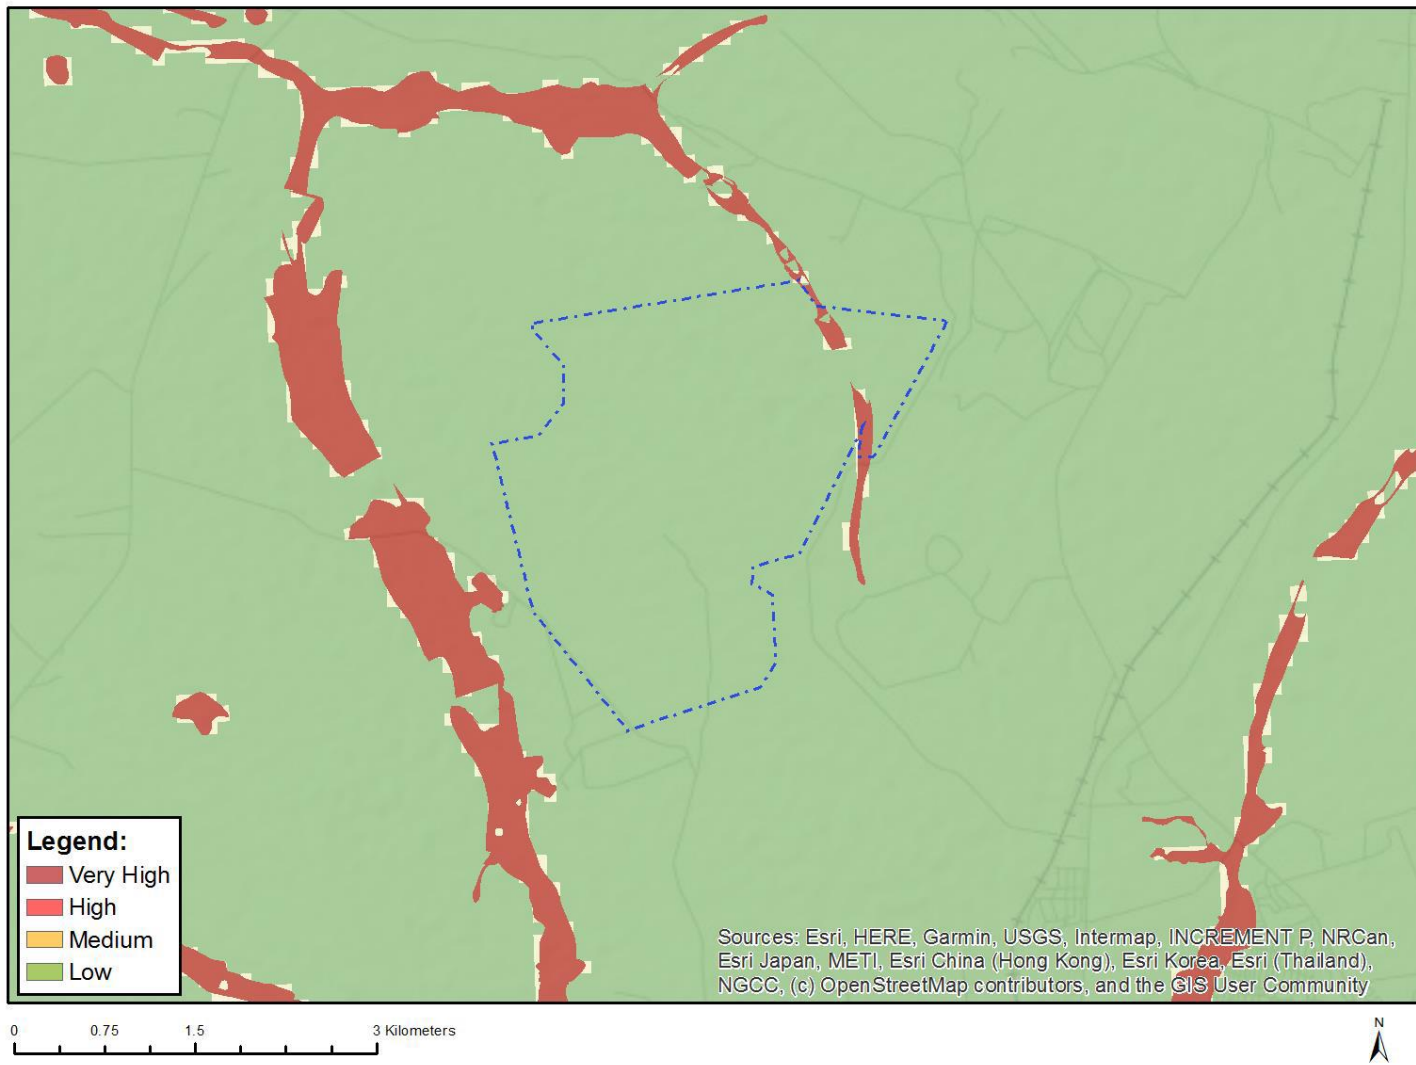 Legend:
Very High
High
Medium
Low
Sources: Esri, HERE, Garmin, USGS, Intermap, INCREMENT P, NRCan,
Esri Japan, METI, Esri China (Hong Kong), Esri Korea, Esri (Thailand),
NGCC, (c) OpenStreetMap contributors, and the GIS User Community
0 0.75 1.5 3 Kilometers
N